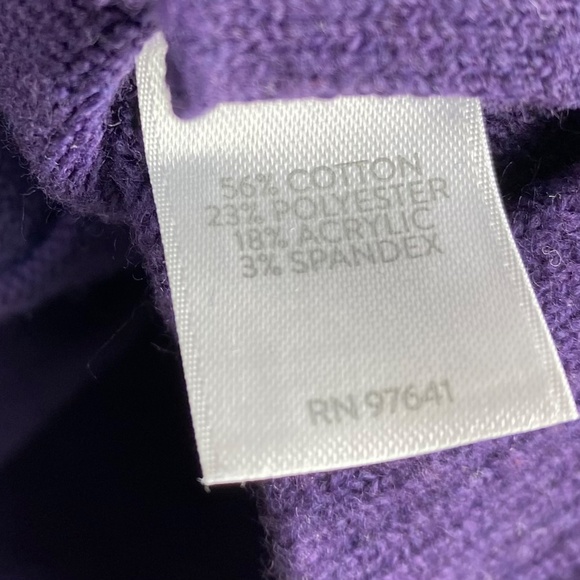 56% COTTON
23% POLYESTER
18% ACRYLIC
3% SPANDEX
RN 97641